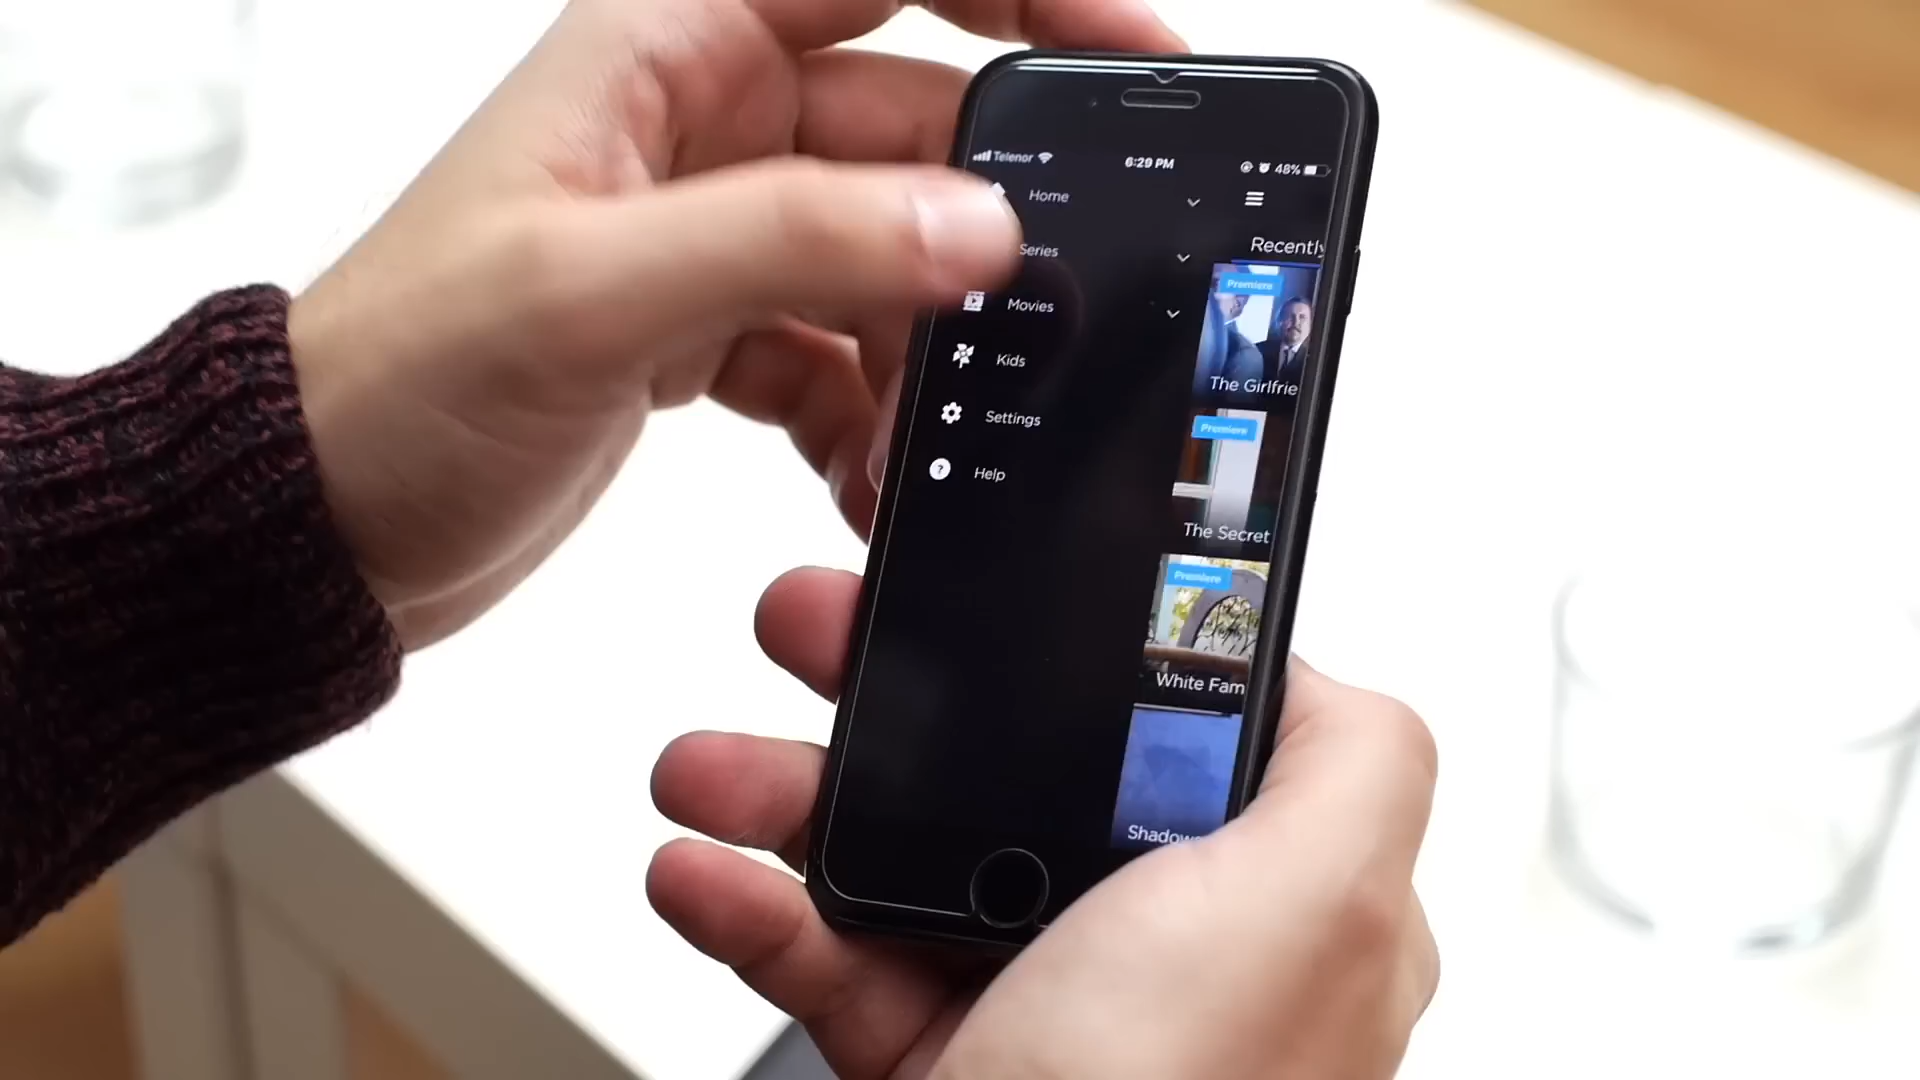 Telenor
6:29 PM
48%
Home
Series
Movies
Kids
Settings
Help
Recently
Premiere
The Girlfrie
Premiere
The Secret
Premiere
White Fam
Shadow